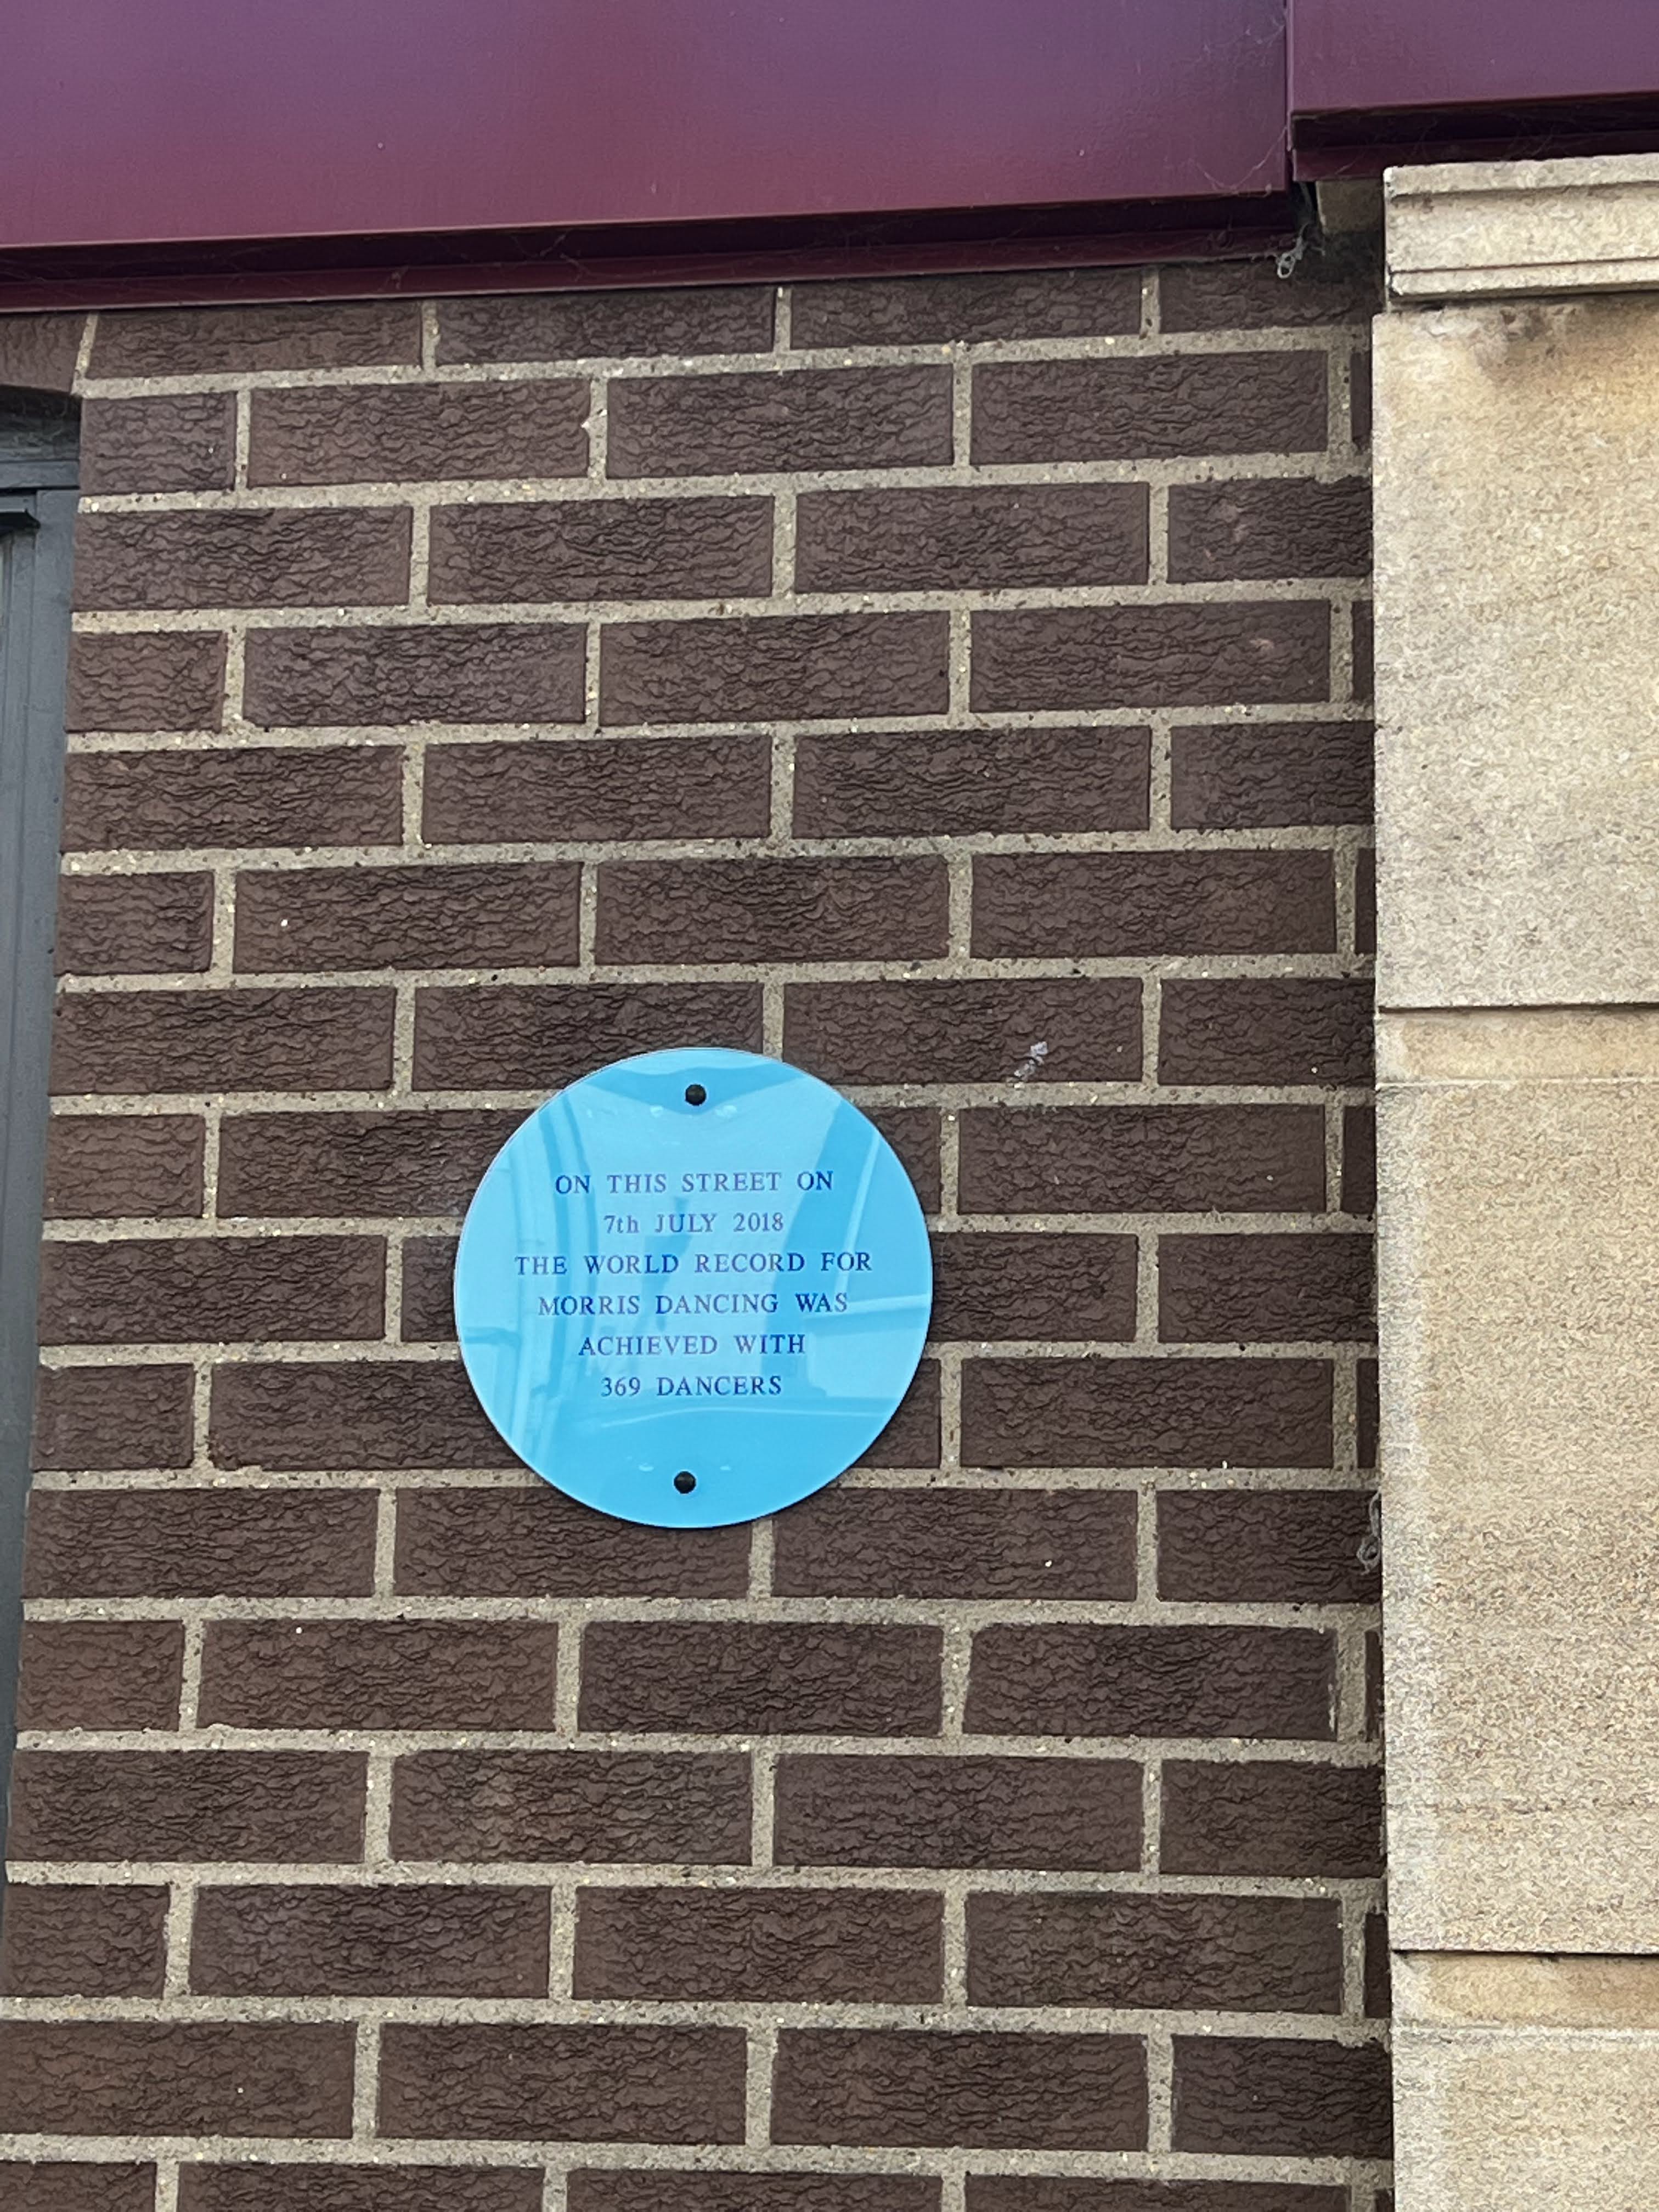 ON THIS STREET ON
7th JULY 2018
THE WORLD RECORD FOR
MORRIS DANCING WAS
ACHIEVED WITH
369 DANCERS